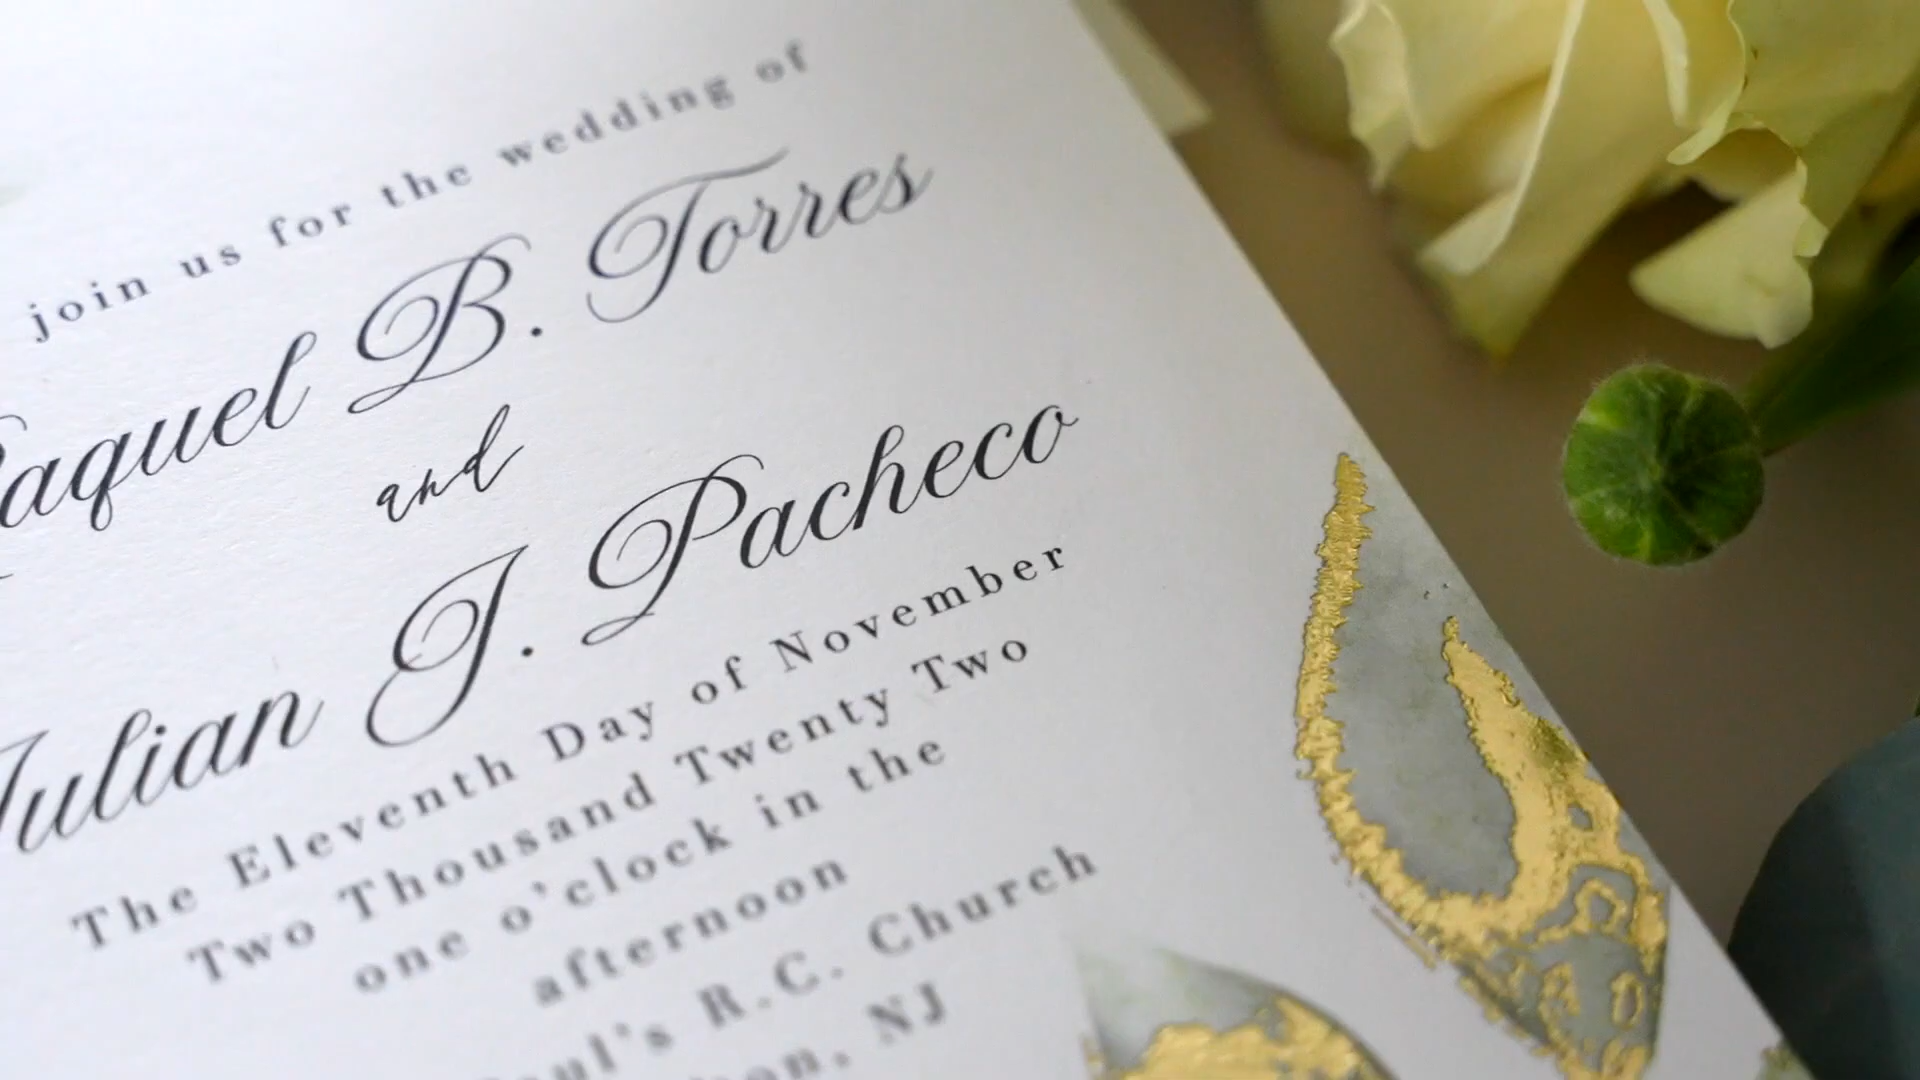 join us for the wedding of
Raquel B. Torres
and
Julian J. Pacheco
The Eleventh Day of November
Two Thousand Twenty Two
one o'clock in the
afternoon
R.C. Church
NJ